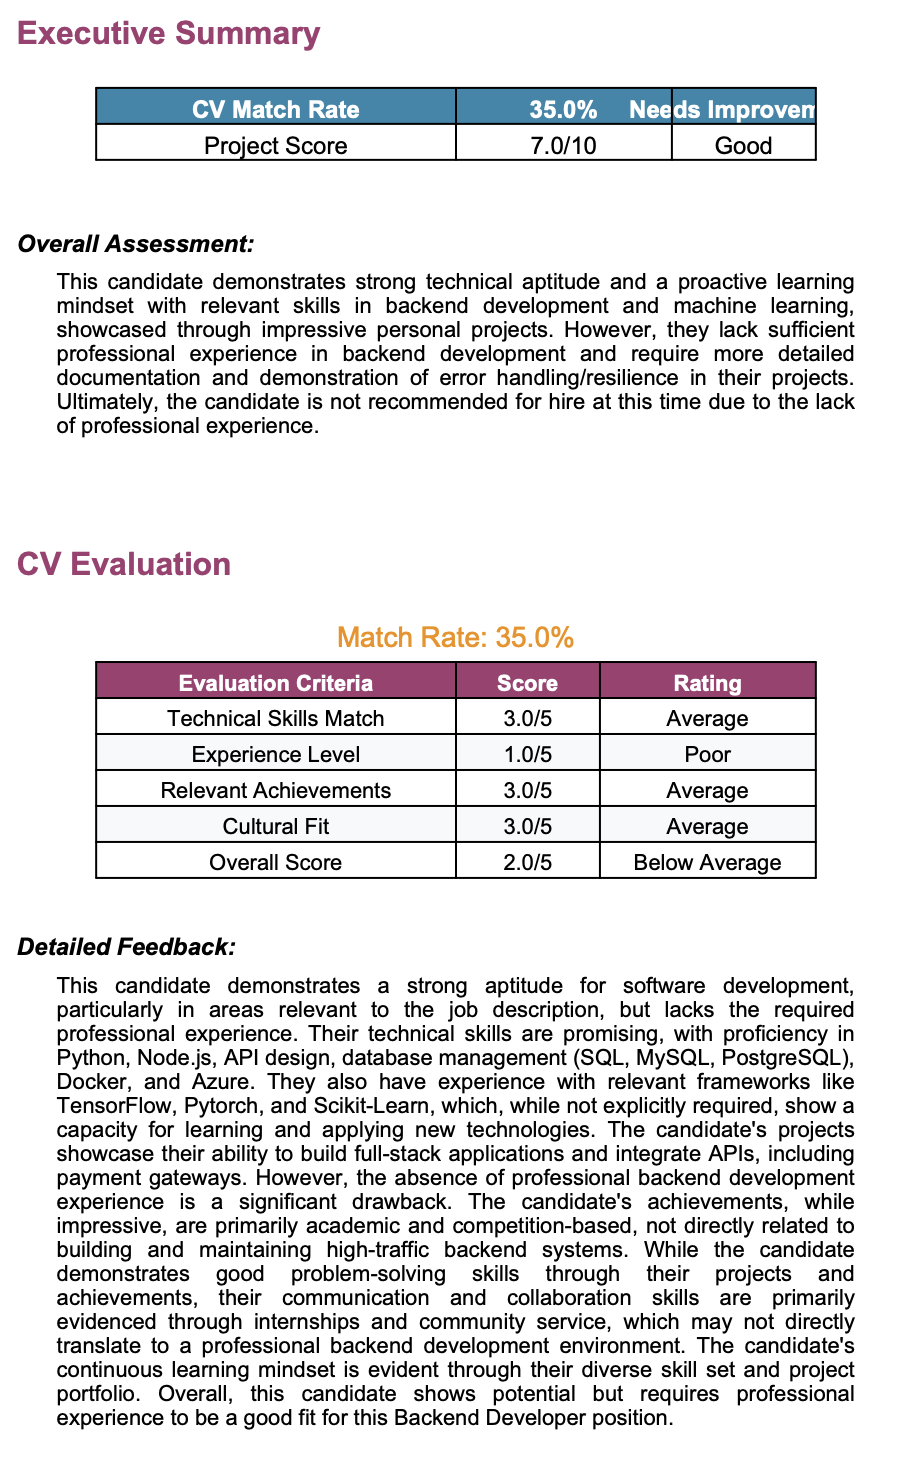 Executive Summary
CV Match Rate 35.0% Needs Improvem
Project Score 7.0/10 Good
Overall Assessment:
This candidate demonstrates strong technical aptitude and a proactive learning
mindset with relevant skills in backend development and machine learning,
showcased through impressive personal projects. However, they lack sufficient
professional experience in backend development and require more detailed
documentation and demonstration of error handling/resilience in their projects.
Ultimately, the candidate is not recommended for hire at this time due to the lack
of professional experience.
CV Evaluation
Match Rate: 35.0%
Evaluation Criteria Score Rating
Technical Skills Match 3.0/5 Average
Experience Level 1.0/5 Poor
Relevant Achievements 3.0/5 Average
Cultural Fit 3.0/5 Average
Overall Score 2.0/5 Below Average
Detailed Feedback:
This candidate demonstrates a strong aptitude for software development,
particularly in areas relevant to the job description, but lacks the required
professional experience. Their technical skills are promising, with proficiency in
Python, Node.js, API design, database management (SQL, MySQL, PostgreSQL),
Docker, and Azure. They also have experience with relevant frameworks like
TensorFlow, Pytorch, and Scikit-Learn, which, while not explicitly required, show a
capacity for learning and applying new technologies. The candidate's projects
showcase their ability to build full-stack applications and integrate APIs, including
payment gateways. However, the absence of professional backend development
experience is a significant drawback. The candidate's achievements, while
impressive, are primarily academic and competition-based, not directly related to
building and maintaining high-traffic backend systems. While the candidate
demonstrates good problem-solving skills through their projects and
achievements, their communication and collaboration skills are primarily
evidenced through internships and community service, which may not directly
translate to a professional backend development environment. The candidate's
continuous learning mindset is evident through their diverse skill set and project
portfolio. Overall, this candidate shows potential but requires professional
experience to be a good fit for this Backend Developer position.